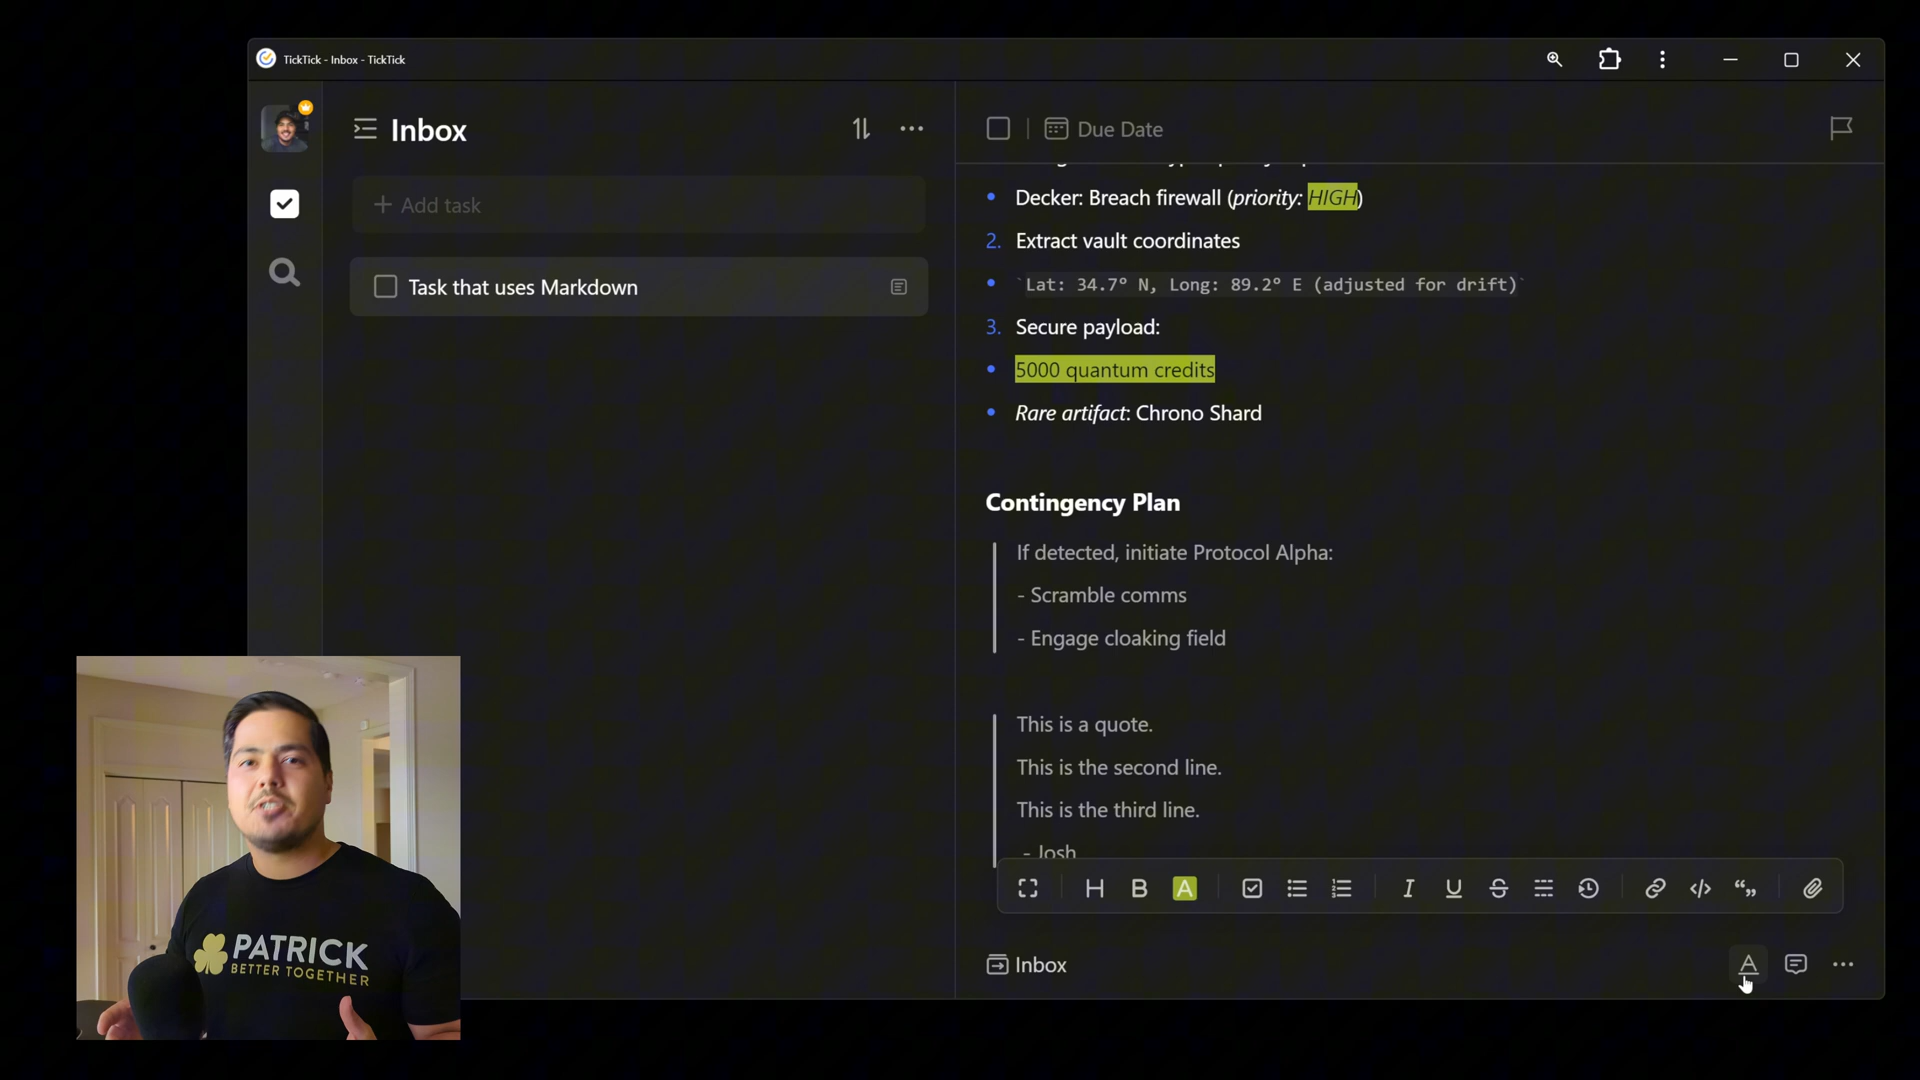 TickTick - Inbox - TickTick
Inbox
Add task
Task that uses Markdown
Due Date
• Decker: Breach firewall (priority: HIGH)
2. Extract vault coordinates
• `Lat: 34.7° N, Long: 89.2° E (adjusted for drift)`
3. Secure payload:
• 5000 quantum credits
• Rare artifact: Chrono Shard
Contingency Plan
If detected, initiate Protocol Alpha:
- Scramble comms
- Engage cloaking field
This is a quote.
This is the second line.
This is the third line.
- Josh
H B A I U S
Inbox
A
PATRICK
BETTER TOGETHER